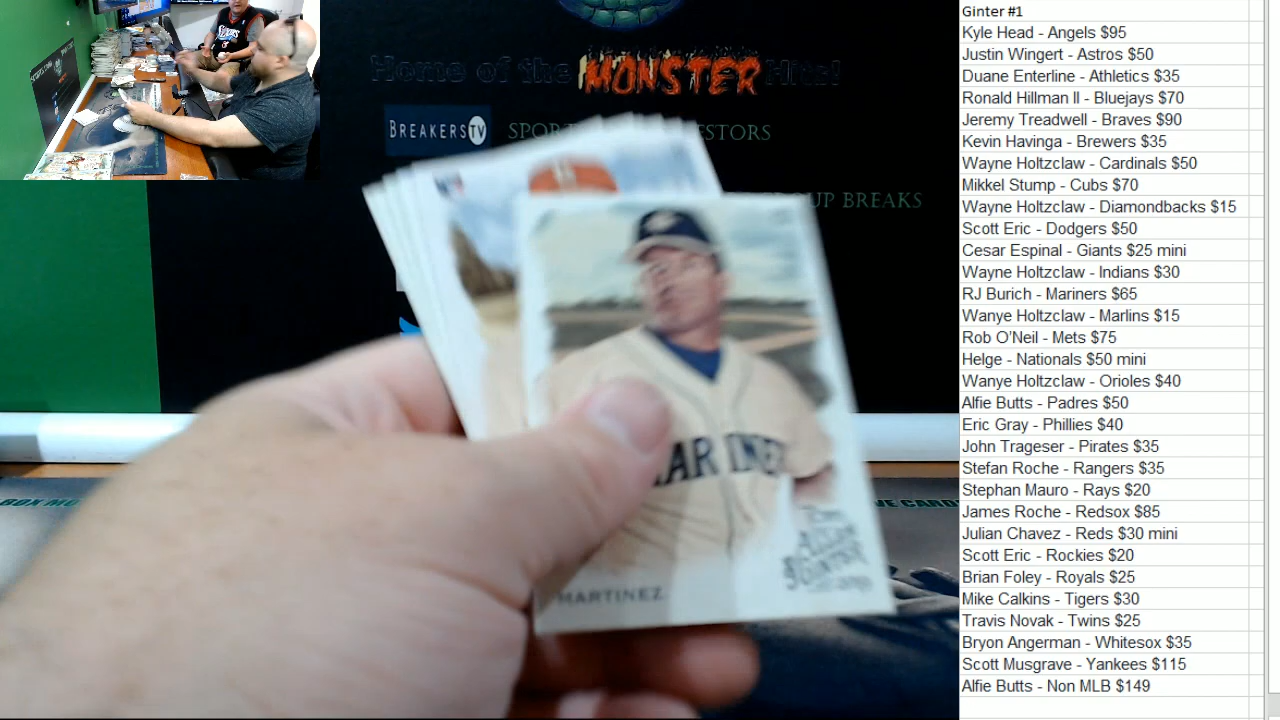 Home of the MONSTER Hitz!
BREAKERS TV
UP BREAKS
MARINE
ALLEN
GINTER
MARTINEZ
BOX
Ginter #1
Kyle Head - Angels $95
Justin Wingert - Astros $50
Duane Enterline - Athletics $35
Ronald Hillman II - Bluejays $70
Jeremy Treadwell - Braves $90
Kevin Havinga - Brewers $35
Wayne Holtzclaw - Cardinals $50
Mikkel Stump - Cubs $70
Wayne Holtzclaw - Diamondbacks $15
Scott Eric - Dodgers $50
Cesar Espinal - Giants $25 mini
Wayne Holtzclaw - Indians $30
RJ Burich - Mariners $65
Wanye Holtzclaw - Marlins $15
Rob O'Neil - Mets $75
Helge - Nationals $50 mini
Wanye Holtzclaw - Orioles $40
Alfie Butts - Padres $50
Eric Gray - Phillies $40
John Trageser - Pirates $35
Stefan Roche - Rangers $35
Stephan Mauro - Rays $20
James Roche - Redsox $85
Julian Chavez - Reds $30 mini
Scott Eric - Rockies $20
Brian Foley - Royals $25
Mike Calkins - Tigers $30
Travis Novak - Twins $25
Bryon Angerman - Whitesox $35
Scott Musgrave - Yankees $115
Alfie Butts - Non MLB $149